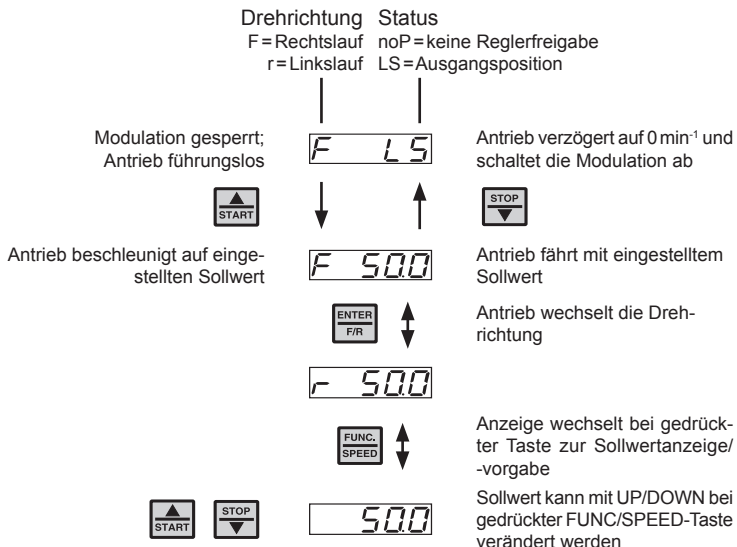 Drehrichtung Status
F=Rechtslauf noP=keine Reglerfreigabe
r=Linkslauf LS=Ausgangsposition
Modulation gesperrt;
Antrieb führungslos
F LS
Antrieb verzögert auf 0 min-1 und
schaltet die Modulation ab
START
STOP
Antrieb beschleunigt auf einge-
stellten Sollwert
F 50.0
Antrieb fährt mit eingestelltem
Sollwert
ENTER
F/R
Antrieb wechselt die Dreh-
richtung
r 50.0
FUNC.
SPEED
Anzeige wechselt bei gedrück-
ter Taste zur Sollwertanzeige/
-vorgabe
START
STOP
50.0
Sollwert kann mit UP/DOWN bei
gedrückter FUNC/SPEED-Taste
verändert werden